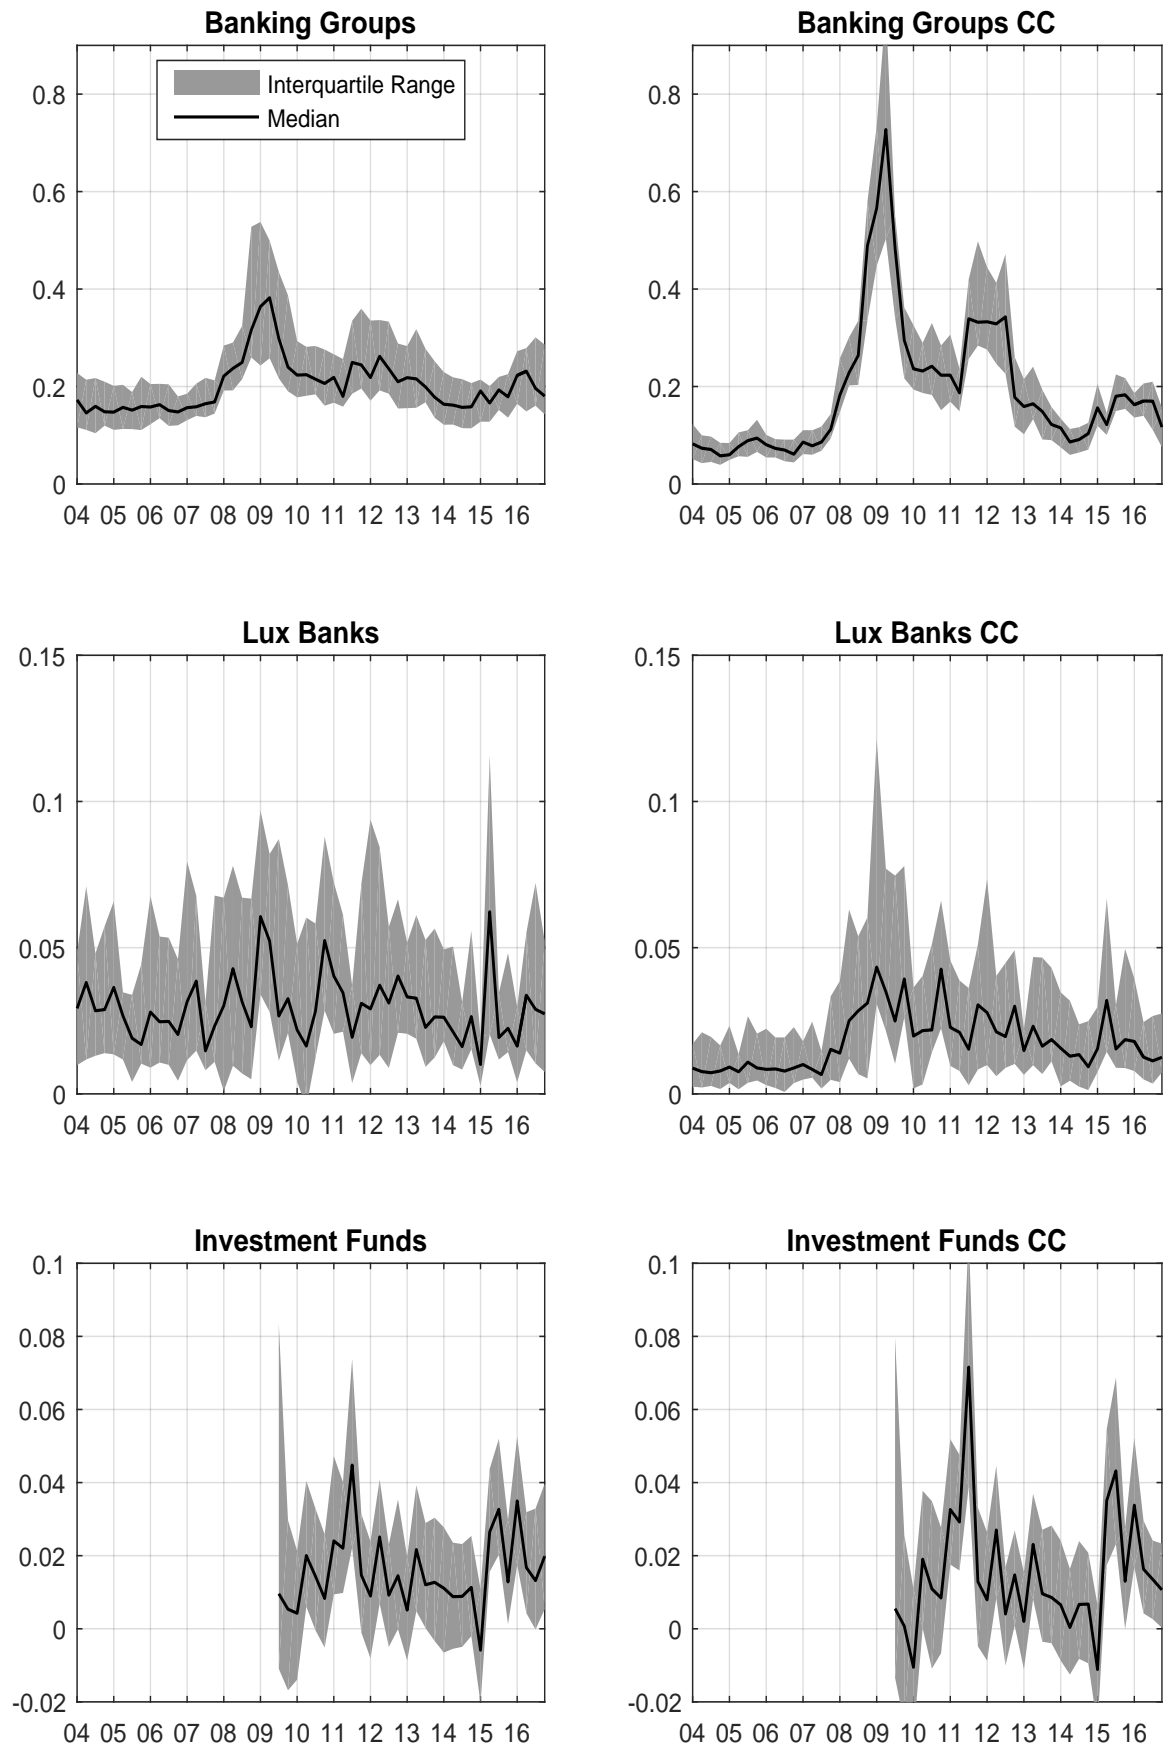 Banking Groups
0.8
0.6
0.4
0.2
0
04 05 06 07 08 09 10 11 12 13 14 15 16
Interquartile Range
Median
Banking Groups CC
0.8
0.6
0.4
0.2
0
04 05 06 07 08 09 10 11 12 13 14 15 16
Lux Banks
0.15
0.1
0.05
0
04 05 06 07 08 09 10 11 12 13 14 15 16
Lux Banks CC
0.15
0.1
0.05
0
04 05 06 07 08 09 10 11 12 13 14 15 16
Investment Funds
0.1
0.08
0.06
0.04
0.02
0
-0.02
04 05 06 07 08 09 10 11 12 13 14 15 16
Investment Funds CC
0.1
0.08
0.06
0.04
0.02
0
-0.02
04 05 06 07 08 09 10 11 12 13 14 15 16